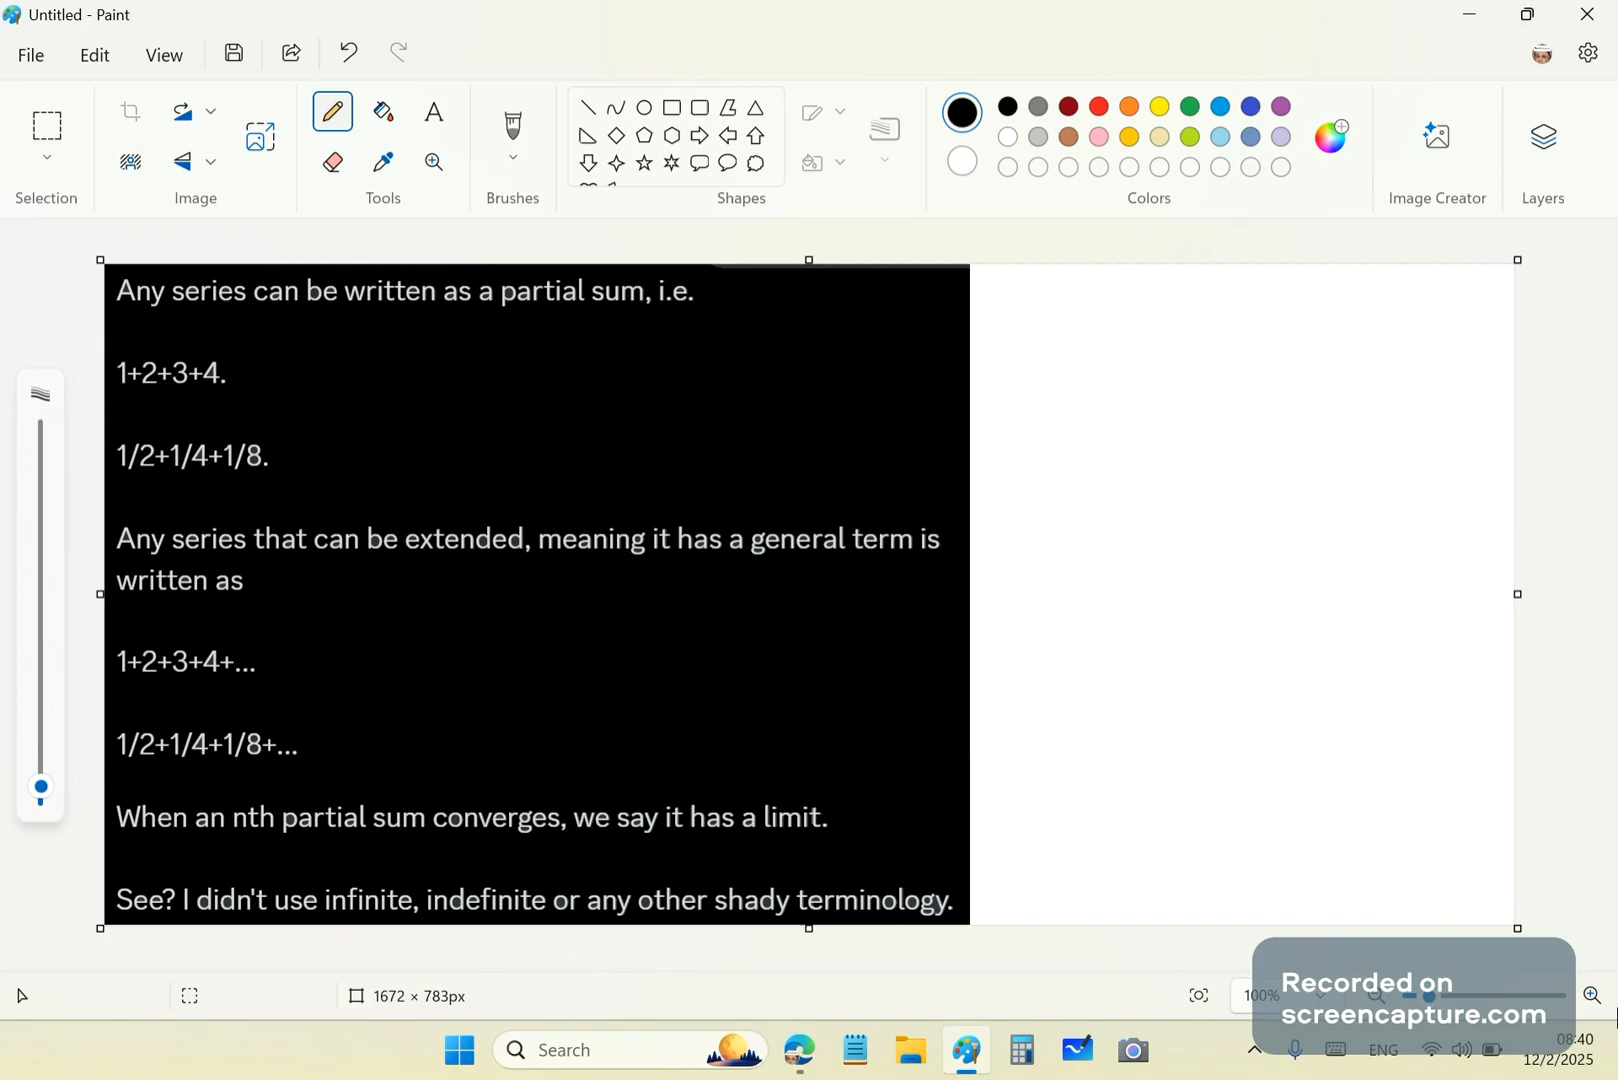 Untitled - Paint
File Edit View
Selection Image Tools Brushes Shapes Colors Image Creator Layers
Any series can be written as a partial sum, i.e.
1+2+3+4.
1/2+1/4+1/8.
Any series that can be extended, meaning it has a general term is
written as
1+2+3+4+...
1/2+1/4+1/8+...
When an nth partial sum converges, we say it has a limit.
See? I didn't use infinite, indefinite or any other shady terminology.
Recorded on
screencapture.com
1672 × 783px 100%
Search ENG 08:40
12/2/2025